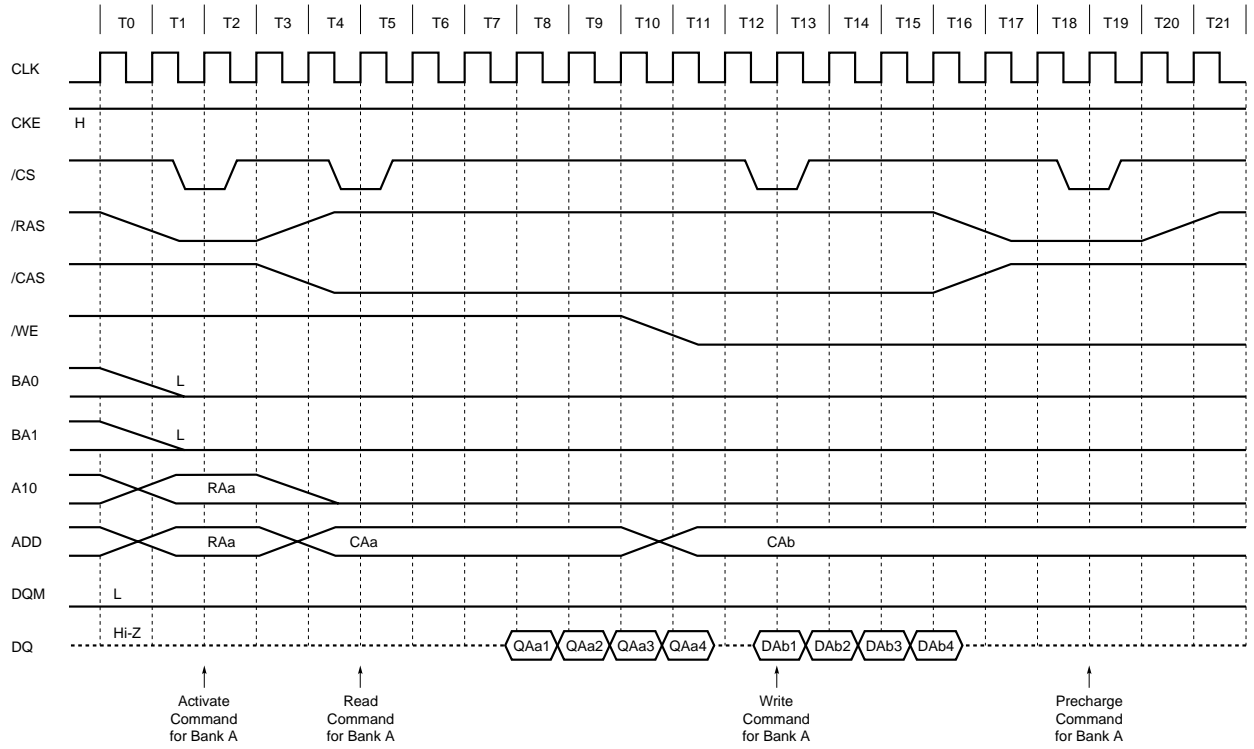 T0 T1 T2 T3 T4 T5 T6 T7 T8 T9 T10 T11 T12 T13 T14 T15 T16 T17 T18 T19 T20 T21
CLK
CKE H
/CS
/RAS
/CAS
/WE
BA0 L
BA1 L
A10 RAa
ADD RAa CAa CAb
DQM L
DQ Hi-Z QAa1 QAa2 QAa3 QAa4 DAb1 DAb2 DAb3 DAb4
Activate
Command
for Bank A
Read
Command
for Bank A
Write
Command
for Bank A
Precharge
Command
for Bank A